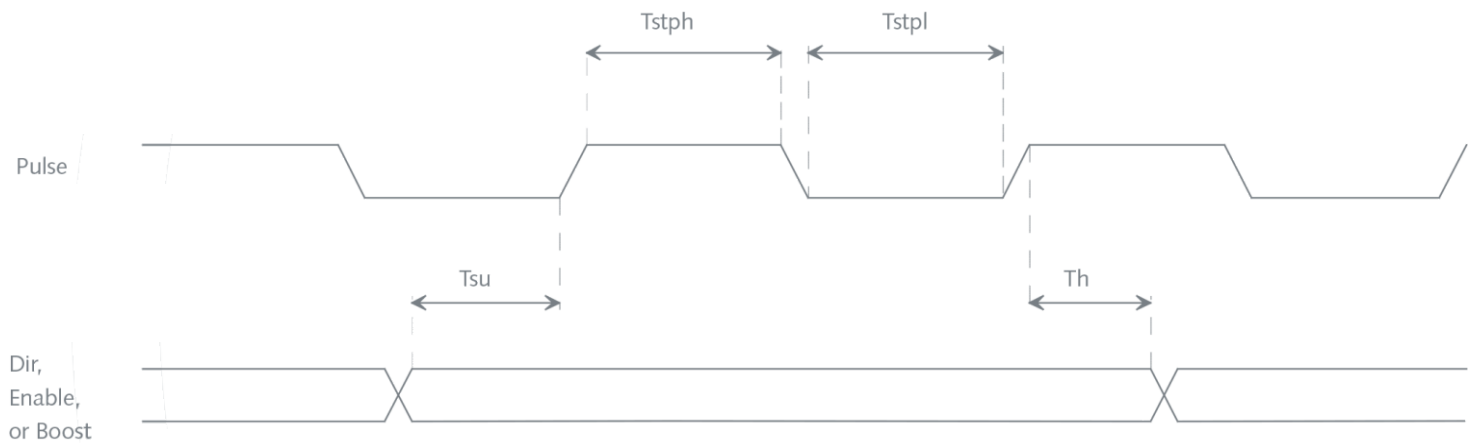 Tstph
Tstpl
Pulse
Tsu
Th
Dir,
Enable,
or Boost